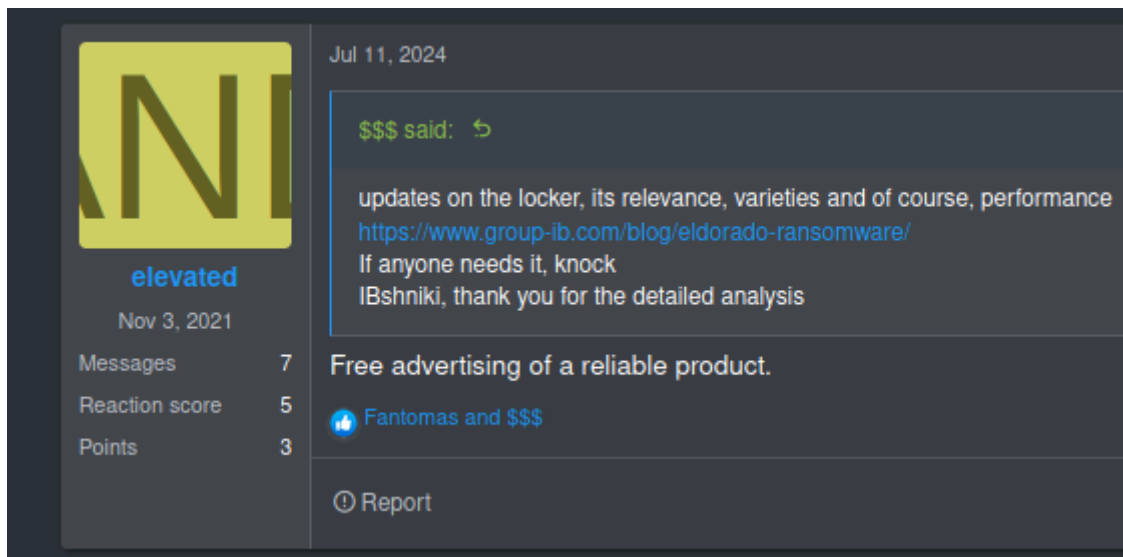 AND
Jul 11, 2024
$$$ said:
updates on the locker, its relevance, varieties and of course, performance
https://www.group-ib.com/blog/eldorado-ransomware/
If anyone needs it, knock
IBshniki, thank you for the detailed analysis
elevated
Nov 3, 2021
Messages 7
Reaction score 5
Points 3
Free advertising of a reliable product.
Fantomas and $$$
Report